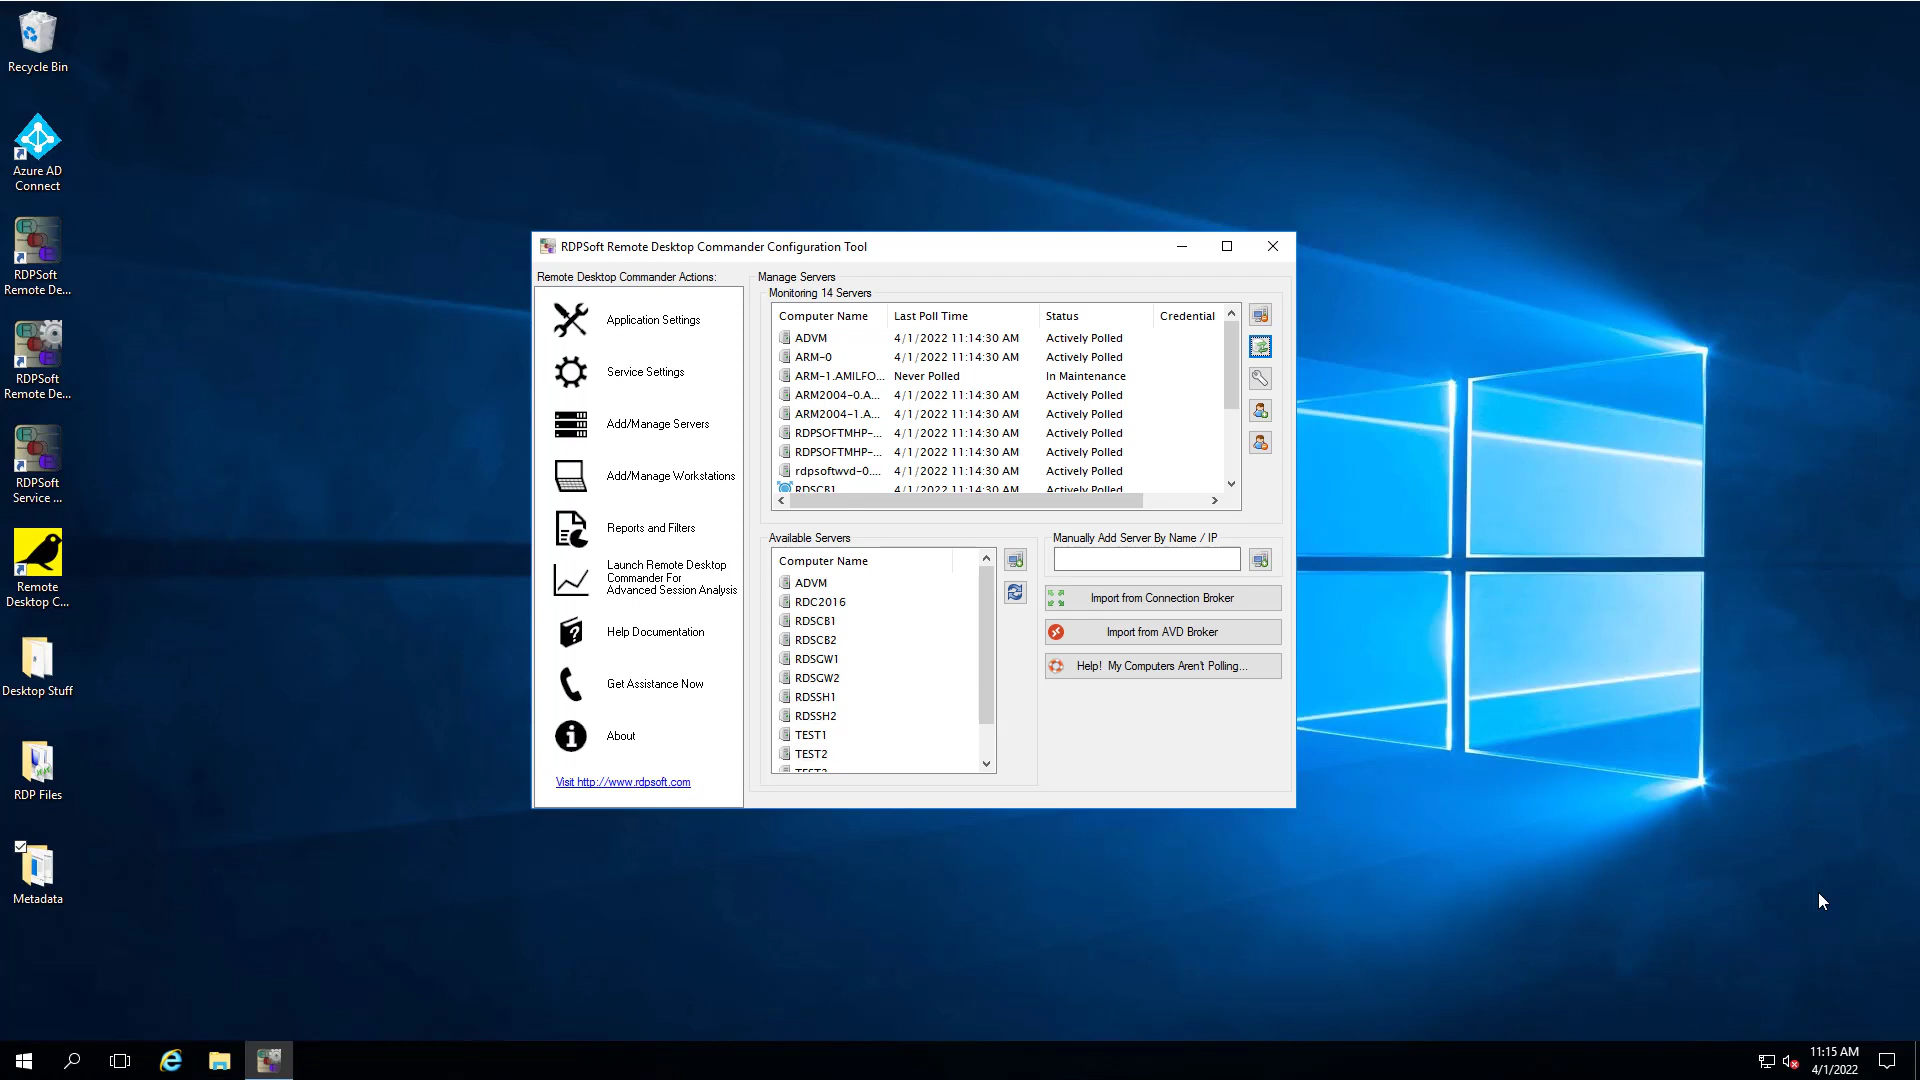 Recycle Bin
Azure AD
Connect
RDPSoft
Remote De...
RDPSoft
Remote De...
RDPSoft
Service ...
Remote
Desktop C...
Desktop Stuff
RDP Files
Metadata
RDPSoft Remote Desktop Commander Configuration Tool
Remote Desktop Commander Actions:
Application Settings
Service Settings
Add/Manage Servers
Add/Manage Workstations
Reports and Filters
Launch Remote Desktop
Commander For
Advanced Session Analysis
Help Documentation
Get Assistance Now
About
Visit http://www.rdpsoft.com
Manage Servers
Monitoring 14 Servers
Computer Name Last Poll Time Status Credential
ADVM 4/1/2022 11:14:30 AM Actively Polled
ARM-0 4/1/2022 11:14:30 AM Actively Polled
ARM-1.AMILFO... Never Polled In Maintenance
ARM2004-0.A... 4/1/2022 11:14:30 AM Actively Polled
ARM2004-1.A... 4/1/2022 11:14:30 AM Actively Polled
RDPSOFTMHP-... 4/1/2022 11:14:30 AM Actively Polled
RDPSOFTMHP-... 4/1/2022 11:14:30 AM Actively Polled
rdpsoftwvd-0.... 4/1/2022 11:14:30 AM Actively Polled
RDSCB1 4/1/2022 11:14:30 AM Actively Polled
Available Servers
Computer Name
ADVM
RDC2016
RDSCB1
RDSCB2
RDSGW1
RDSGW2
RDSSH1
RDSSH2
TEST1
TEST2
Manually Add Server By Name / IP
Import from Connection Broker
Import from AVD Broker
Help! My Computers Aren't Polling...
11:15 AM
4/1/2022